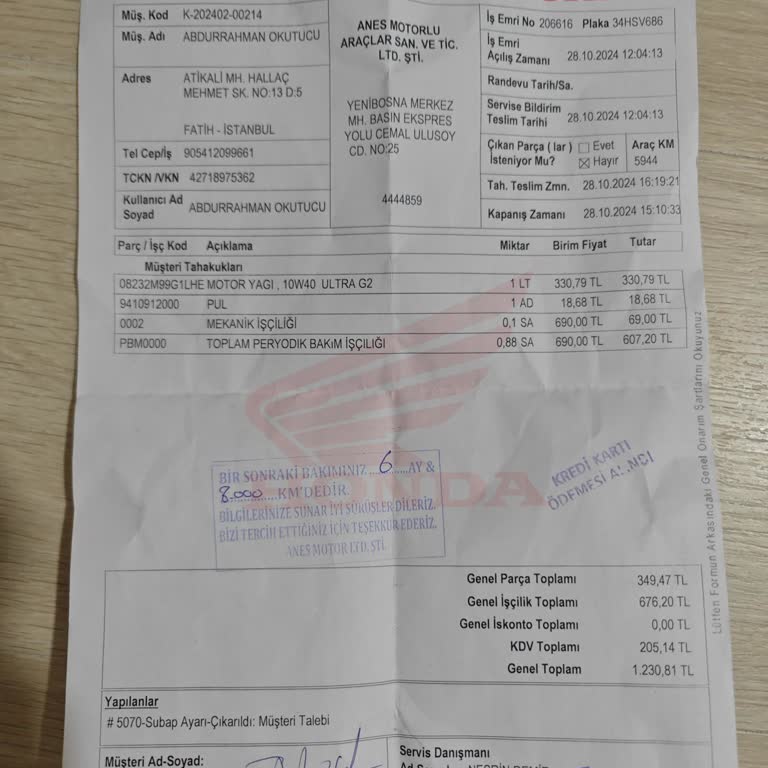 Müş. Kod K-202402-00214
Müş. Adı ABDURRAHMAN OKUTUCU
Adres ATİKALİ MH. HALLAÇ
MEHMET SK. NO:13 D:5
FATİH - İSTANBUL
Tel Cep/İş 905412099661
TCKN /VKN 42718975362
Kullanıcı Ad
Soyad ABDURRAHMAN OKUTUCU
ANES MOTORLU
ARAÇLAR SAN. VE TİC.
LTD. ŞTİ.
YENİBOSNA MERKEZ
MH. BASIN EKSPRES
YOLU CEMAL ULUSOY
CD. NO:25
4444859
İş Emri No 206616 Plaka 34HSV686
İş Emri
Açılış Zamanı 28.10.2024 12:04:13
Randevu Tarih/Sa.
Servise Bildirim
Teslim Tarihi 28.10.2024 12:04:13
Çıkan Parça ( lar ) Evet
İsteniyor Mu? Hayır
Araç KM
5944
Tah. Teslim Zmn. 28.10.2024 16:19:21
Kapanış Zamanı 28.10.2024 15:10:33
Parç / İşç Kod Açıklama Miktar Birim Fiyat Tutar
Müşteri Tahakukları
08232M99G1LHE MOTOR YAGI , 10W40 ULTRA G2 1 LT 330,79 TL 330,79 TL
9410912000 PUL 1 AD 18,68 TL 18,68 TL
0002 MEKANİK İŞÇİLİĞİ 0,1 SA 690,00 TL 69,00 TL
PBM0000 TOPLAM PERYODIK BAKıM İŞÇILIĞI 0,88 SA 690,00 TL 607,20 TL
HONDA
BİR SONRAKİ BAKIMINIZ ...6.....AY &
8.000......KM'DEDİR.
BİLGİLERİNİZE SUNAR İYİ SÜRÜŞLER DİLERİZ.
BİZİ TERCİH ETTİĞİNİZ İÇİN TEŞEKKÜR EDERİZ.
ANES MOTOR LTD. ŞTİ.
KREDİ KARTI
ÖDEMESİ
Lütfen Formun Arkasındaki Genel Onarım Şartlarını Okuyunuz
Genel Parça Toplamı 349,47 TL
Genel İşçilik Toplamı 676,20 TL
Genel İskonto Toplamı 0,00 TL
KDV Toplamı 205,14 TL
Genel Toplam 1.230,81 TL
Yapılanlar
# 5070-Subap Ayarı-Çıkarıldı: Müşteri Talebi
Müşteri Ad-Soyad:
Servis Danışmanı